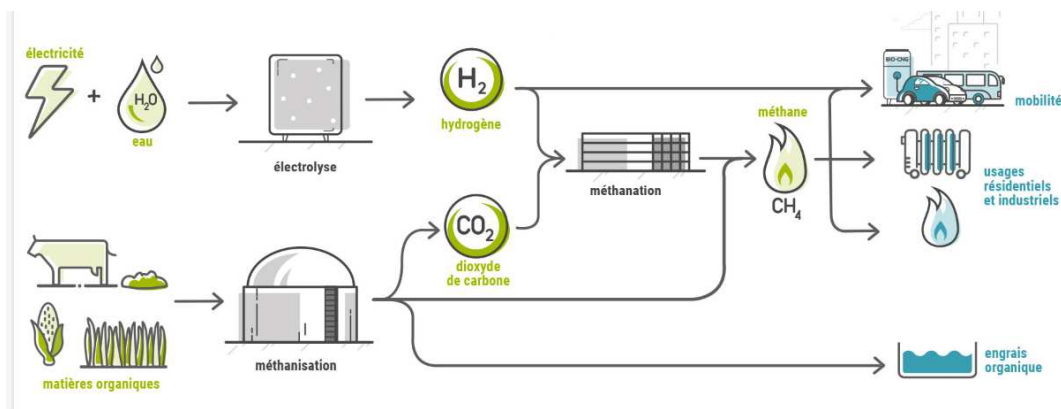 électricité
+
H₂O
eau
électrolyse
H₂
hydrogène
méthanation
méthane
CH₄
BIO-CNG
mobilité
usages
résidentiels
et industriels
CO₂
dioxyde
de carbone
matières organiques
méthanisation
engrais
organique